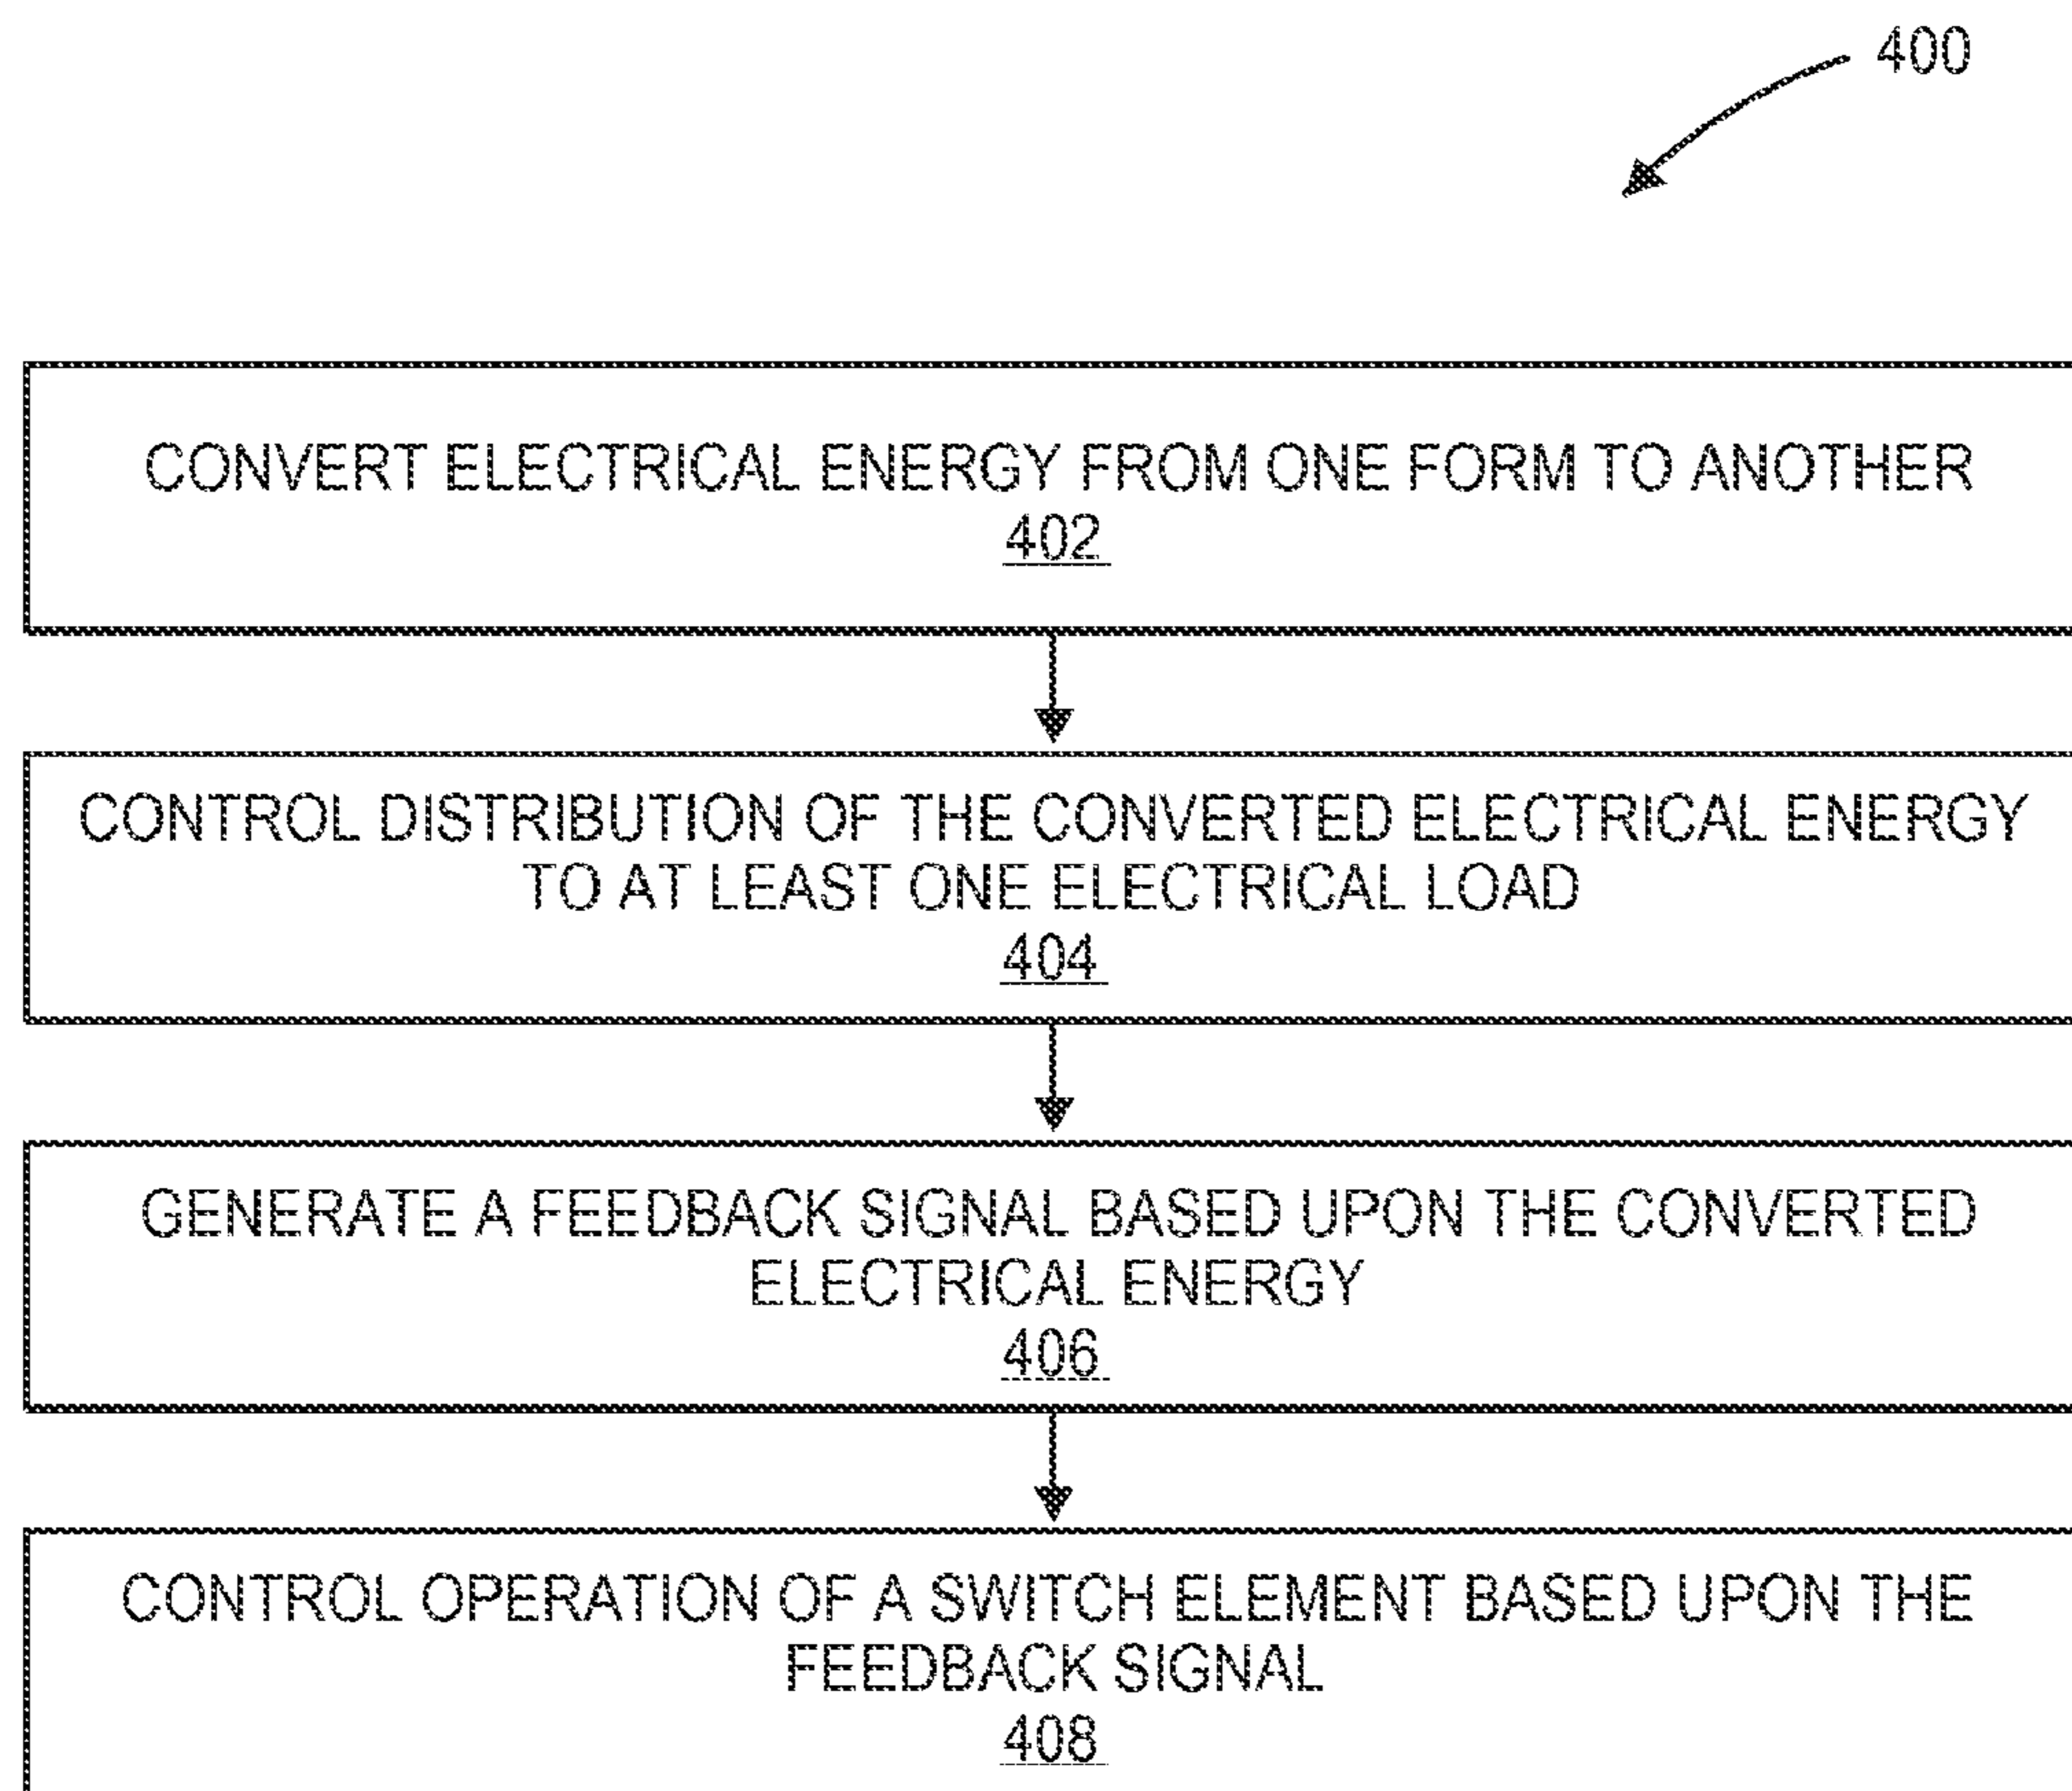 400
CONVERT ELECTRICAL ENERGY FROM ONE FORM TO ANOTHER
402
CONTROL DISTRIBUTION OF THE CONVERTED ELECTRICAL ENERGY
TO AT LEAST ONE ELECTRICAL LOAD
404
GENERATE A FEEDBACK SIGNAL BASED UPON THE CONVERTED
ELECTRICAL ENERGY
406
CONTROL OPERATION OF A SWITCH ELEMENT BASED UPON THE
FEEDBACK SIGNAL
408